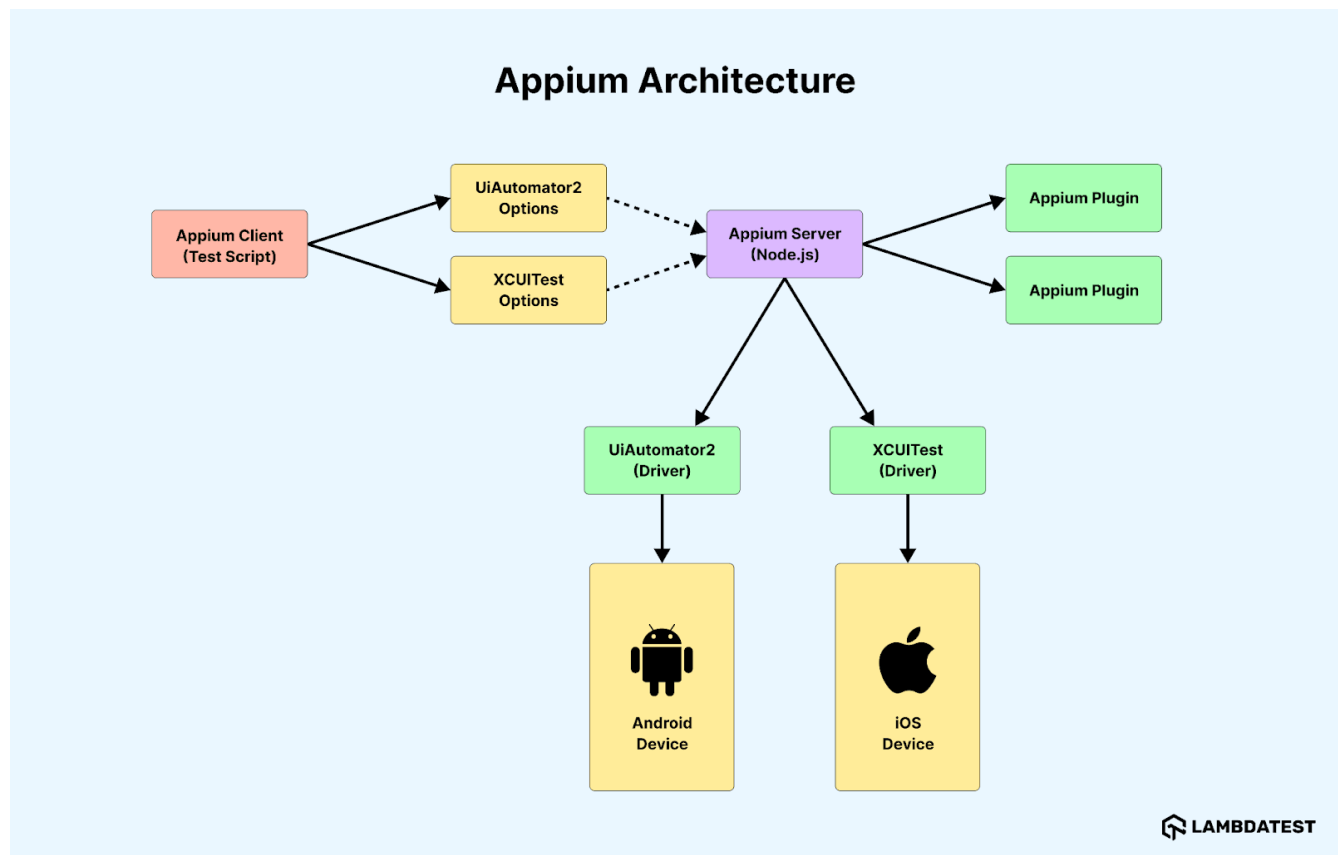 Appium Architecture
Appium Client
(Test Script)
UiAutomator2
Options
XCUITest
Options
Appium Server
(Node.js)
Appium Plugin
Appium Plugin
UiAutomator2
(Driver)
XCUITest
(Driver)
Android
Device
iOS
Device
LAMBDATEST